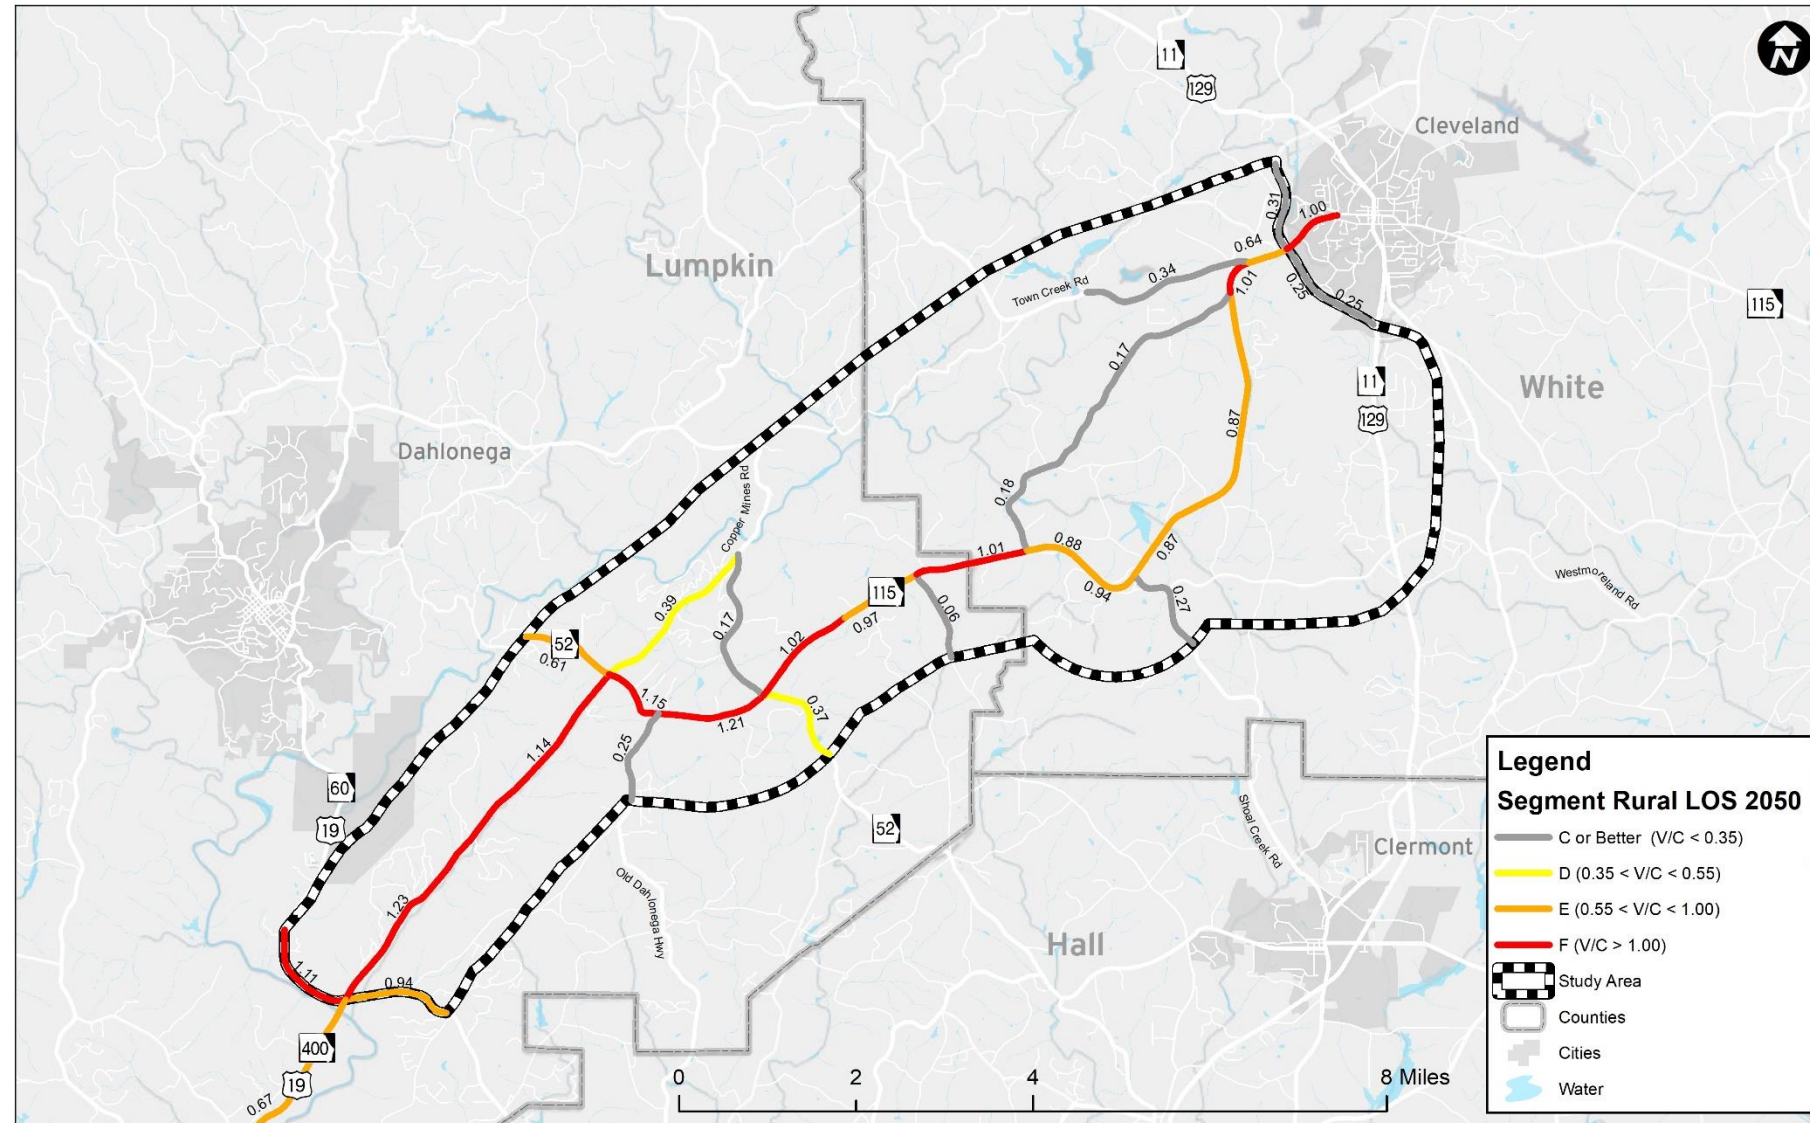 N
11
129
Cleveland
Lumpkin
0.31
1.00
0.64
0.34
Town Creek Rd
1.01
0.25
0.25
115
0.17
11
129
White
0.87
Dahlonega
Copper Mines Rd
0.18
1.01
0.88
0.87
0.94
0.27
Westmoreland Rd
115
0.97
0.06
0.39
0.17
1.02
52
0.61
1.15
1.21
0.37
0.25
1.14
60
19
52
Shoal Creek Rd
Clermont
Old Dahlonega Hwy
Hall
1.23
1.11
0.94
400
19
0.67
0 2 4 8 Miles
Legend
Segment Rural LOS 2050
C or Better (V/C < 0.35)
D (0.35 < V/C < 0.55)
E (0.55 < V/C < 1.00)
F (V/C > 1.00)
Study Area
Counties
Cities
Water